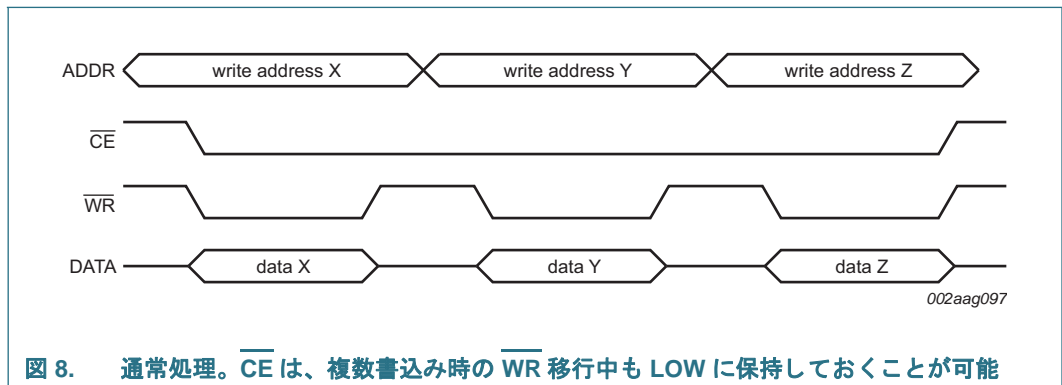 ADDR write address X write address Y write address Z
CE
WR
DATA data X data Y data Z
002aag097
図 8. 通常処理。CE は、複数書込み時の WR 移行中も LOW に保持しておくことが可能